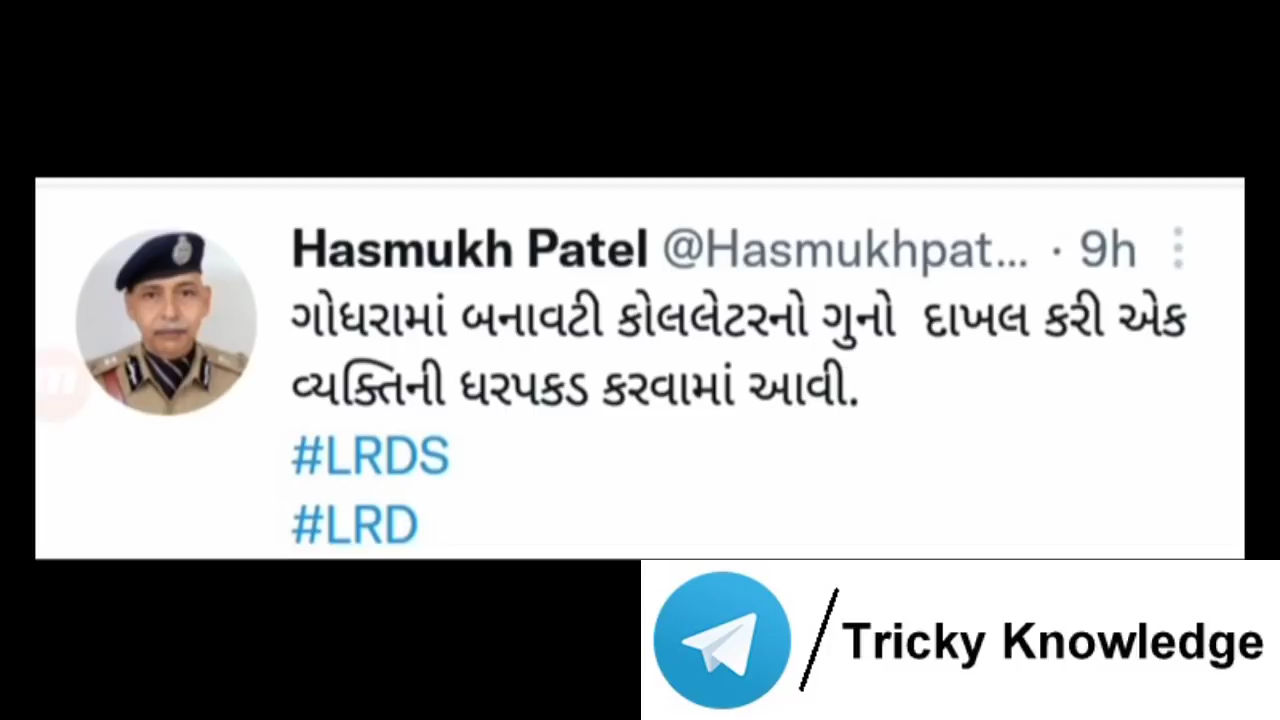 Hasmukh Patel @Hasmukhpat... · 9h
ગોધરામાં બનાવટી કોલલેટરનો ગુનો દાખલ કરી એક
વ્યક્તિની ધરપકડ કરવામાં આવી.
#LRDS
#LRD
/Tricky Knowledge